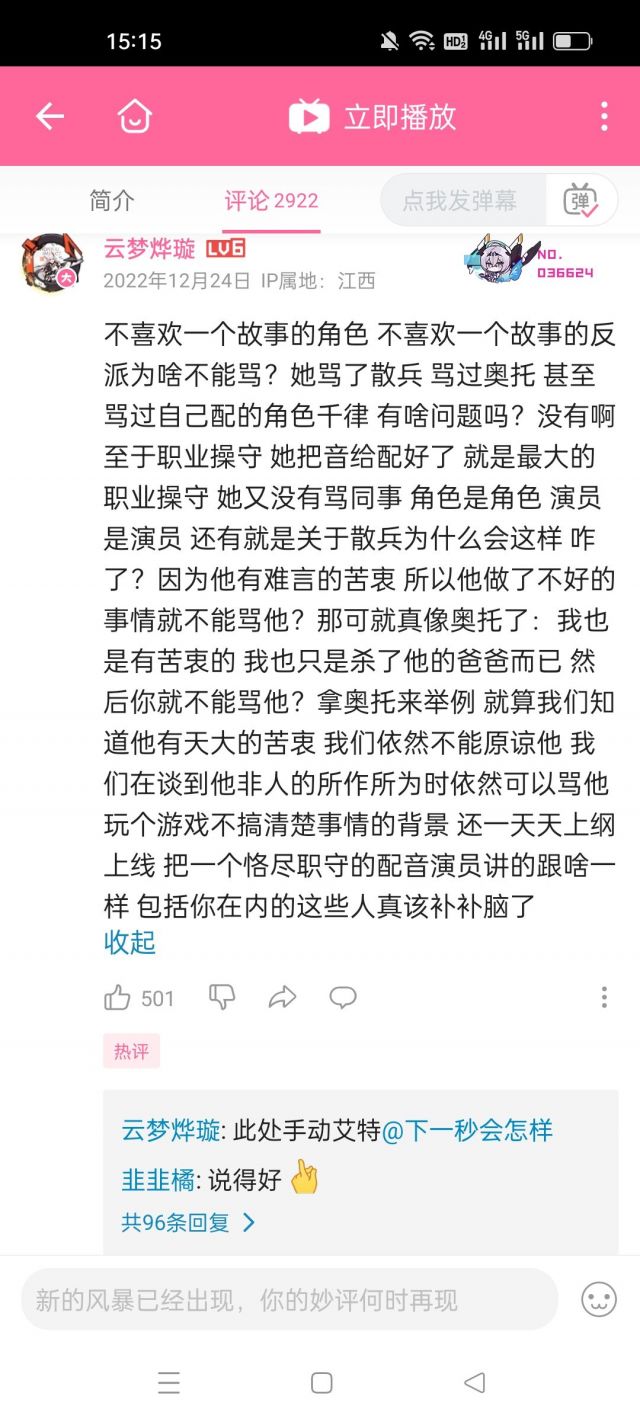 15:15
HD1 2 4G 5G
立即播放
简介
评论 2922
点我发弹幕
弹
云梦烨璇 LV6
大
2022年12月24日 IP属地：江西
NO.
036624
不喜欢一个故事的角色 不喜欢一个故事的反
派为啥不能骂？她骂了散兵 骂过奥托 甚至
骂过自己配的角色千律 有啥问题吗？没有啊
至于职业操守 她把音给配好了 就是最大的
职业操守 她又没有骂同事 角色是角色 演员
是演员 还有就是关于散兵为什么会这样 咋
了？因为他有难言的苦衷 所以他做了不好的
事情就不能骂他？那可就真像奥托了：我也
是有苦衷的 我也只是杀了他的爸爸而已 然
后你就不能骂他？拿奥托来举例 就算我们知
道他有天大的苦衷 我们依然不能原谅他 我
们在谈到他非人的所作所为时依然可以骂他
玩个游戏不搞清楚事情的背景 还一天天上纲
上线 把一个恪尽职守的配音演员讲的跟啥一
样 包括你在内的这些人真该补补脑了
收起
501
热评
云梦烨璇: 此处手动艾特@下一秒会怎样
韭韭橘: 说得好
共96条回复
新的风暴已经出现，你的妙评何时再现